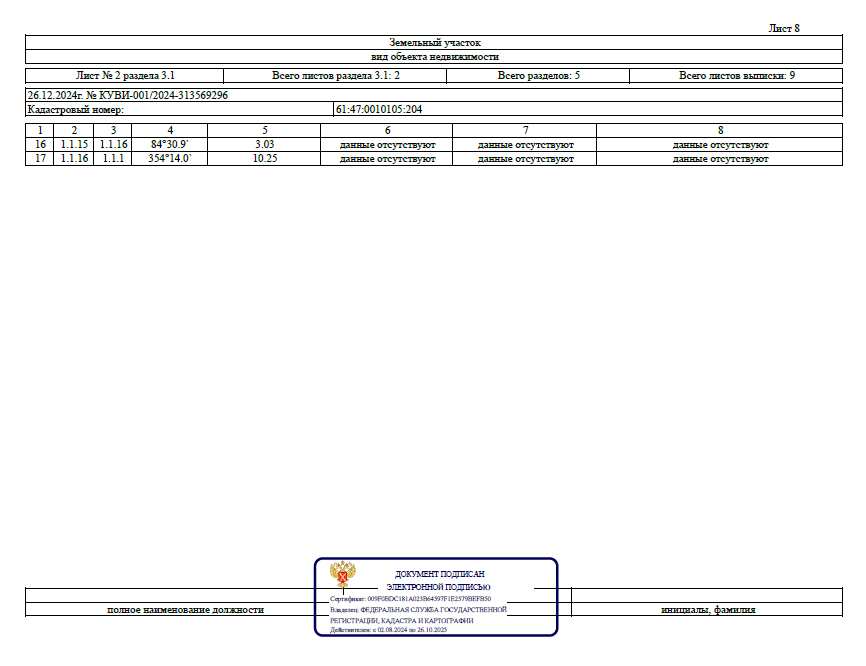 Лист 8
Земельный участок
вид объекта недвижимости
Лист № 2 раздела 3.1 Всего листов раздела 3.1: 2 Всего разделов: 5 Всего листов выписки: 9
26.12.2024г. № КУВИ-001/2024-313569296
Кадастровый номер: 61:47:0010105:204
1 2 3 4 5 6 7 8
16 1.1.15 1.1.16 84°30.9` 3.03 данные отсутствуют данные отсутствуют данные отсутствуют
17 1.1.16 1.1.1 354°14.0` 10.25 данные отсутствуют данные отсутствуют данные отсутствуют
ДОКУМЕНТ ПОДПИСАН
ЭЛЕКТРОННОЙ ПОДПИСЬЮ
Сертификат: 009F0BDC181A023B64597F1E2579BEFB50
Владелец: ФЕДЕРАЛЬНАЯ СЛУЖБА ГОСУДАРСТВЕННОЙ
РЕГИСТРАЦИИ, КАДАСТРА И КАРТОГРАФИИ
Действителен: с 02.08.2024 по 26.10.2025
полное наименование должности инициалы, фамилия